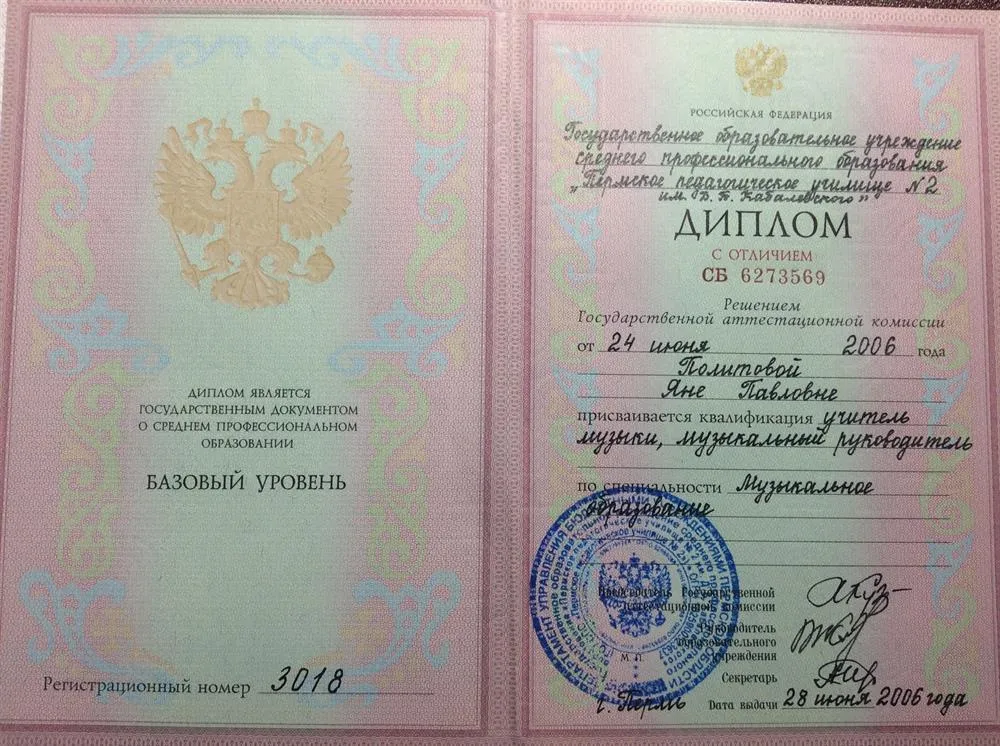 ДИПЛОМ ЯВЛЯЕТСЯ
ГОСУДАРСТВЕННЫМ ДОКУМЕНТОМ
О СРЕДНЕМ ПРОФЕССИОНАЛЬНОМ
ОБРАЗОВАНИИ
БАЗОВЫЙ УРОВЕНЬ
Регистрационный номер 3018
РОССИЙСКАЯ ФЕДЕРАЦИЯ
Государственное образовательное учреждение
среднего профессионального образования
"Пермское педагогическое училище №2
им. Д. Б. Кабалевского"
ДИПЛОМ
С ОТЛИЧИЕМ
СБ 6273569
Решением
Государственной аттестационной комиссии
от 24 июня 2006 года
Политовой
Яне Павловне
присваивается квалификация учитель
музыки, музыкальный руководитель
по специальности Музыкальное
образование
Председатель Государственной
аттестационной комиссии
Руководитель
образовательного
учреждения
М. П.
Секретарь
г. Пермь Дата выдачи 28 июня 2006 года